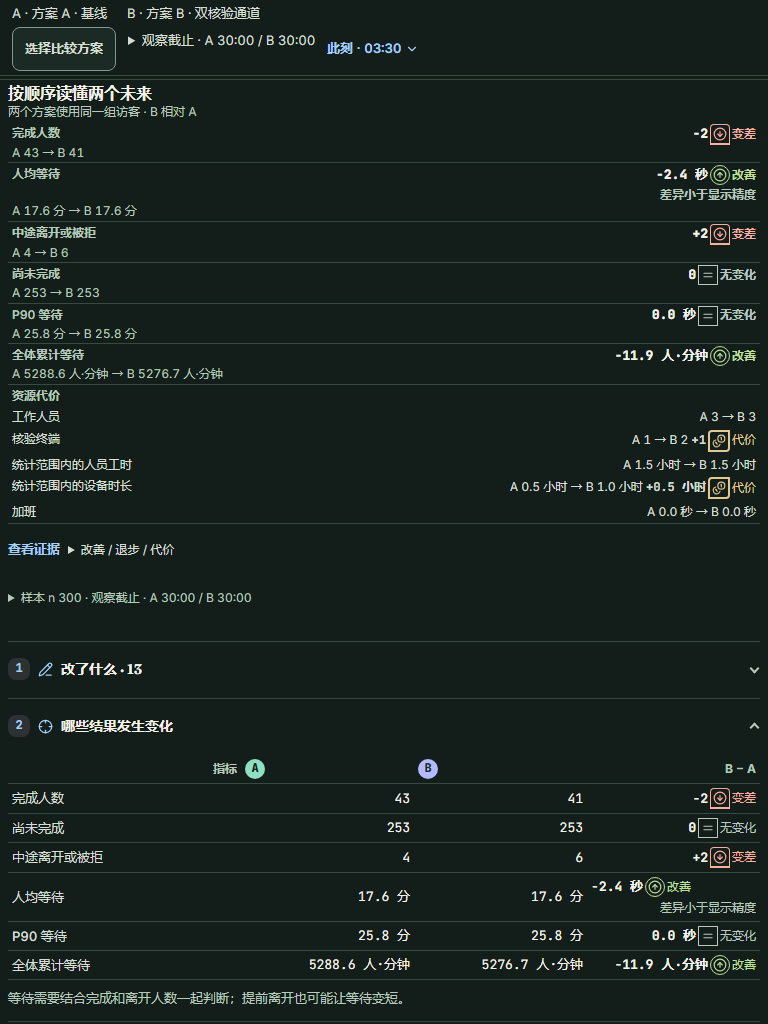 A · 方案 A · 基线 B · 方案 B · 双核验通道
选择比较方案 ▶ 观察截止 · A 30:00 / B 30:00 此刻 · 03:30
按顺序读懂两个未来
两个方案使用同一组访客 · B 相对 A
完成人数 -2 变差
A 43 → B 41
人均等待 -2.4 秒 改善
差异小于显示精度
A 17.6 分 → B 17.6 分
中途离开或被拒 +2 变差
A 4 → B 6
尚未完成 0 = 无变化
A 253 → B 253
P90 等待 0.0 秒 = 无变化
A 25.8 分 → B 25.8 分
全体累计等待 -11.9 人·分钟 改善
A 5288.6 人·分钟 → B 5276.7 人·分钟
资源代价
工作人员 A 3 → B 3
核验终端 A 1 → B 2 +1 代价
统计范围内的人员工时 A 1.5 小时 → B 1.5 小时
统计范围内的设备时长 A 0.5 小时 → B 1.0 小时 +0.5 小时 代价
加班 A 0.0 秒 → B 0.0 秒
查看证据 ▶ 改善 / 退步 / 代价
▶ 样本 n 300 · 观察截止 · A 30:00 / B 30:00
1 改了什么 · 13
2 哪些结果发生变化
指标 A B B − A
完成人数 43 41 -2 变差
尚未完成 253 253 0 = 无变化
中途离开或被拒 4 6 +2 变差
人均等待 17.6 分 17.6 分 -2.4 秒 改善
差异小于显示精度
P90 等待 25.8 分 25.8 分 0.0 秒 = 无变化
全体累计等待 5288.6 人·分钟 5276.7 人·分钟 -11.9 人·分钟 改善
等待需要结合完成和离开人数一起判断；提前离开也可能让等待变短。